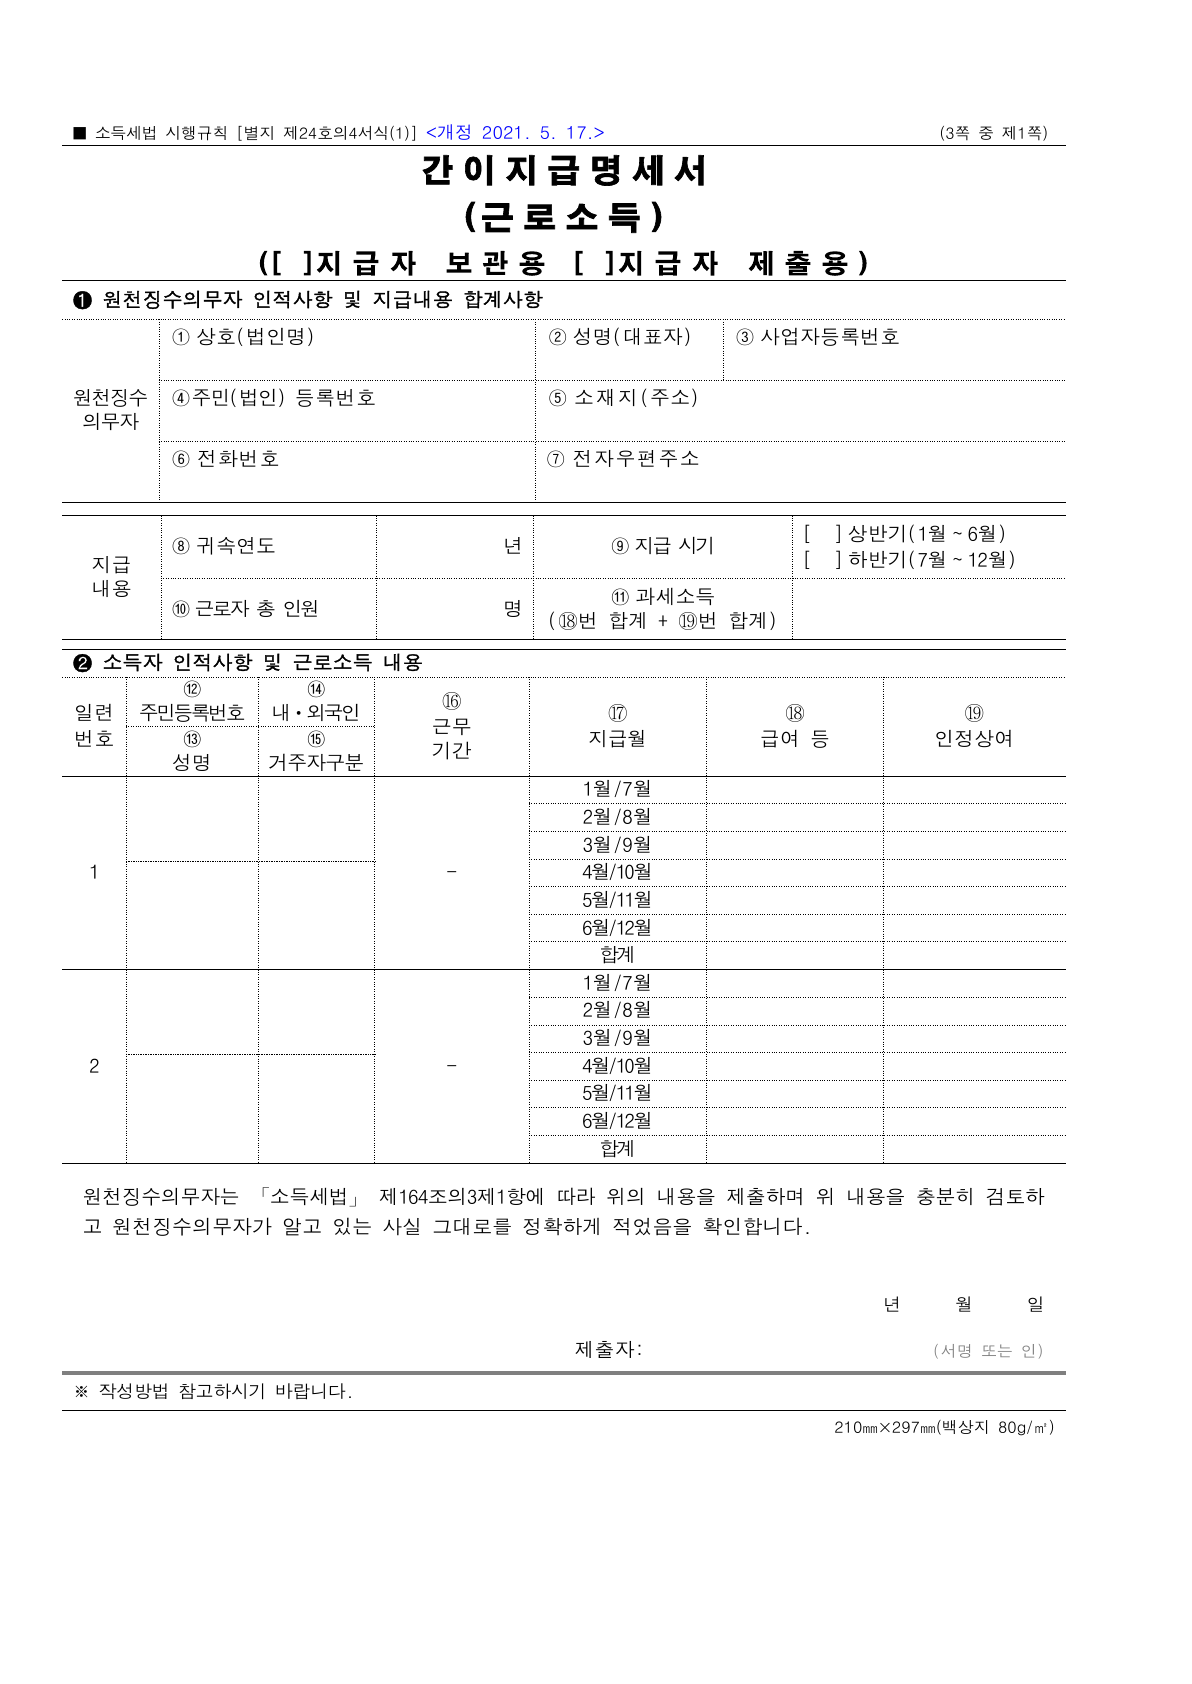 ■ 소득세법 시행규칙 [별지 제24호의4서식(1)] <개정 2021. 5. 17.> (3쪽 중 제1쪽)
간이지급명세서
(근로소득)
([ ]지급자 보관용 [ ]지급자 제출용)
❶ 원천징수의무자 인적사항 및 지급내용 합계사항
원천징수
의무자
① 상호(법인명) ② 성명(대표자) ③ 사업자등록번호
④주민(법인) 등록번호 ⑤ 소재지(주소)
⑥ 전화번호 ⑦ 전자우편주소
지급
내용
⑧ 귀속연도 년 ⑨ 지급 시기
[ ] 상반기(1월 ~ 6월)
[ ] 하반기(7월 ~ 12월)
⑩ 근로자 총 인원 명
⑪ 과세소득
(⑱번 합계 + ⑲번 합계)
❷ 소득자 인적사항 및 근로소득 내용
일련
번호
⑫
주민등록번호
⑬
성명
⑭
내·외국인
⑮
거주자구분
⑯
근무
기간
⑰
지급월
⑱
급여 등
⑲
인정상여
1 -
1월/7월
2월/8월
3월/9월
4월/10월
5월/11월
6월/12월
합계
2 -
1월/7월
2월/8월
3월/9월
4월/10월
5월/11월
6월/12월
합계
원천징수의무자는 「소득세법」 제164조의3제1항에 따라 위의 내용을 제출하며 위 내용을 충분히 검토하
고 원천징수의무자가 알고 있는 사실 그대로를 정확하게 적었음을 확인합니다.
년 월 일
제출자: (서명 또는 인)
※ 작성방법 참고하시기 바랍니다.
210㎜×297㎜(백상지 80g/㎡)